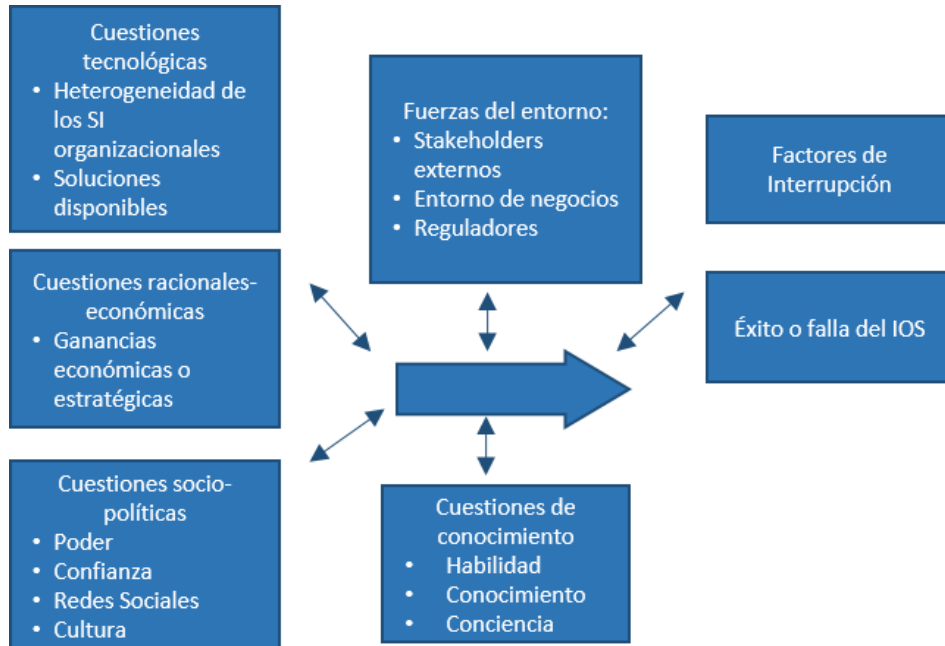 Cuestiones
tecnológicas
• Heterogeneidad de
los SI
organizacionales
• Soluciones
disponibles
Cuestiones racionales-
económicas
• Ganancias
económicas o
estratégicas
Cuestiones socio-
políticas
• Poder
• Confianza
• Redes Sociales
• Cultura
Fuerzas del entorno:
• Stakeholders
externos
• Entorno de negocios
• Reguladores
Cuestiones de
conocimiento
• Habilidad
• Conocimiento
• Conciencia
Factores de
Interrupción
Éxito o falla del IOS